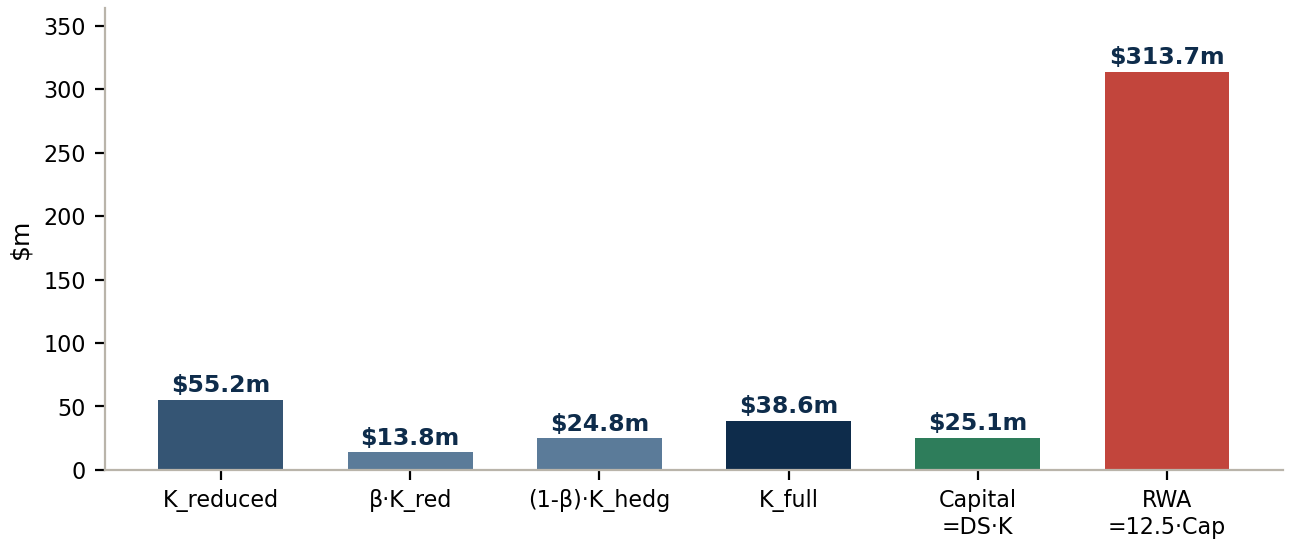 350
300
250
200
150
100
50
0
$m
$55.2m
$13.8m
$24.8m
$38.6m
$25.1m
$313.7m
K_reduced
β·K_red
(1-β)·K_hedg
K_full
Capital
=DS·K
RWA
=12.5·Cap